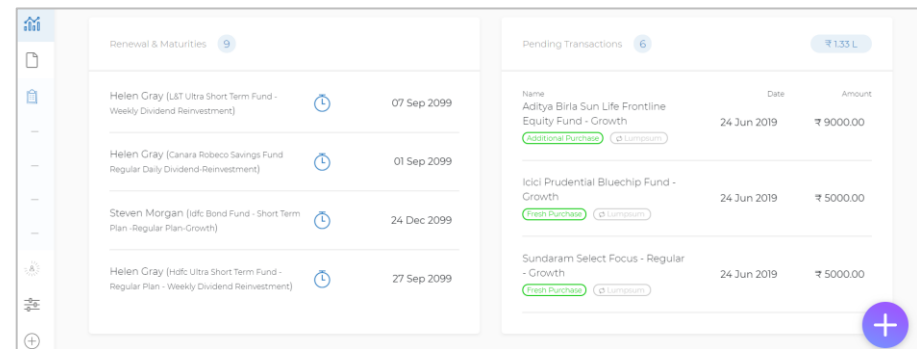 Renewal & Maturities 9
Helen Gray (L&T Ultra Short Term Fund -
Weekly Dividend Reinvestment)
07 Sep 2099
Helen Gray (Canara Robeco Savings Fund
Regular Daily Dividend-Reinvestment)
01 Sep 2099
Steven Morgan (Idfc Bond Fund - Short Term
Plan -Regular Plan-Growth)
24 Dec 2099
Helen Gray (Hdfc Ultra Short Term Fund -
Regular Plan - Weekly Dividend Reinvestment)
27 Sep 2099
Pending Transactions 6 ₹ 1.33 L
Name Date Amount
Aditya Birla Sun Life Frontline
Equity Fund - Growth
24 Jun 2019 ₹ 9000.00
Additional Purchase Lumpsum
Icici Prudential Bluechip Fund -
Growth
24 Jun 2019 ₹ 5000.00
Fresh Purchase Lumpsum
Sundaram Select Focus - Regular
- Growth
24 Jun 2019 ₹ 5000.00
Fresh Purchase Lumpsum